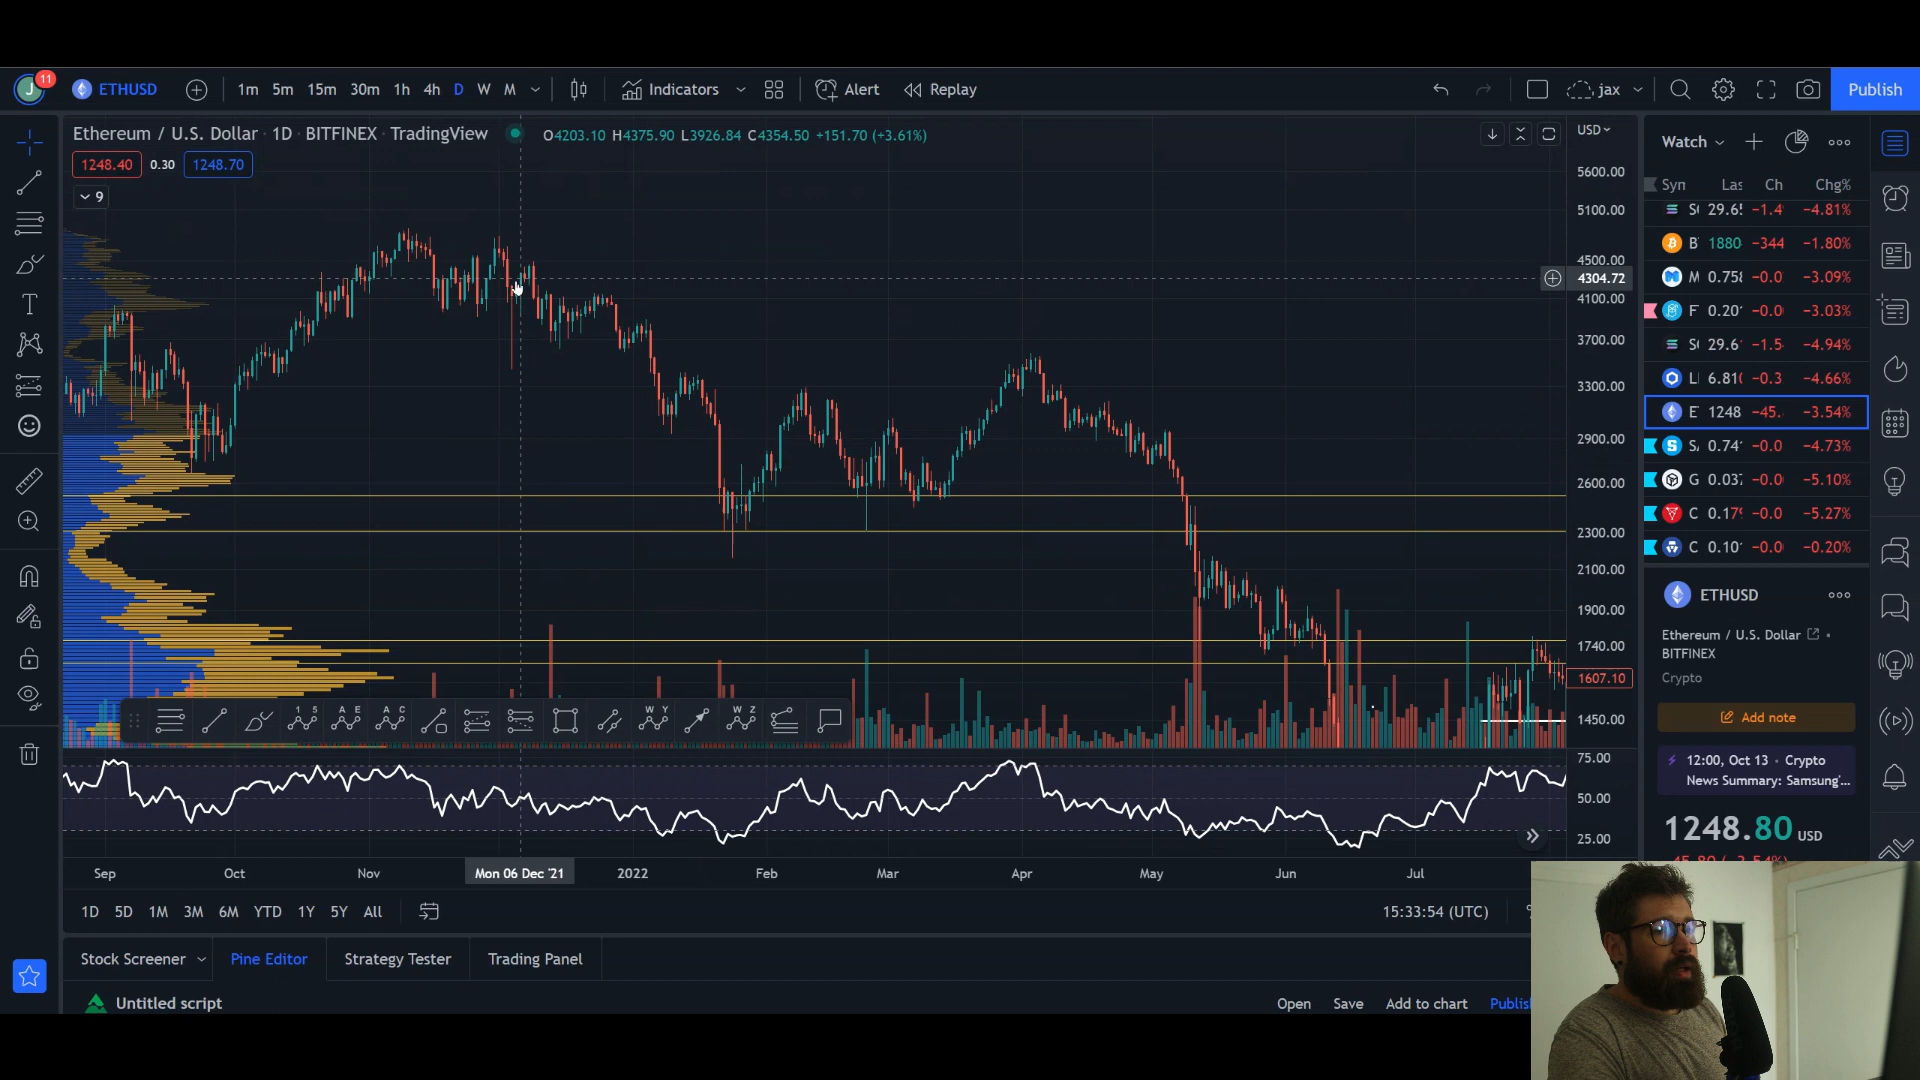 J 11 ETHUSD 1m 5m 15m 30m 1h 4h D W M Indicators Alert Replay jax Publish
Ethereum / U.S. Dollar · 1D · BITFINEX · TradingView O4203.10 H4375.90 L3926.84 C4354.50 +151.70 (+3.61%)
1248.40 0.30 1248.70
9
USD
5600.00
5100.00
4500.00
4304.72
4100.00
3700.00
3300.00
2900.00
2600.00
2300.00
2100.00
1900.00
1740.00
1607.10
1450.00
75.00
50.00
25.00
1 5 A E A C W Y W Z
Sep Oct Nov Mon 06 Dec '21 2022 Feb Mar Apr May Jun Jul
1D 5D 1M 3M 6M YTD 1Y 5Y All 15:33:54 (UTC)
Stock Screener Pine Editor Strategy Tester Trading Panel
Untitled script Open Save Add to chart Publis
Watch
Syn Las Ch Chg%
29.6 −1.4 −4.81%
B 1880 −344 −1.80%
M 0.758 −0.0 −3.09%
F 0.20 −0.0 −3.03%
29.6 −1.5 −4.94%
LI 6.81 −0.3 −4.66%
E 1248 −45. −3.54%
S 0.74 −0.0 −4.73%
G 0.03 −0.0 −5.10%
C 0.17 −0.0 −5.27%
C 0.10 −0.0 −0.20%
ETHUSD
Ethereum / U.S. Dollar •
BITFINEX
Crypto
Add note
12:00, Oct 13 • Crypto
News Summary: Samsung'...
1248.80 USD